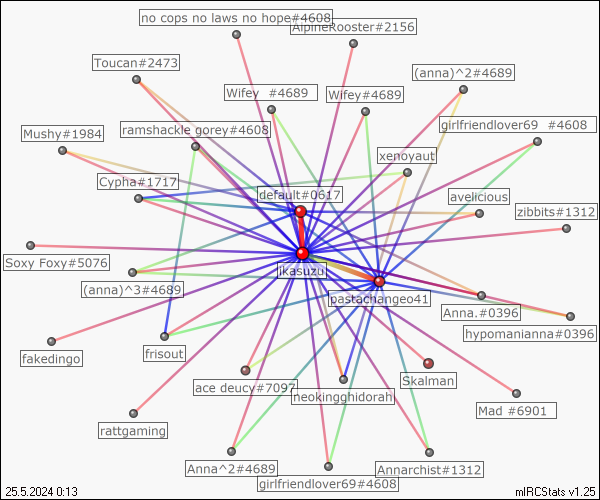 no cops no laws no hope#4608
AlpineRooster#2156
Toucan#2473
(anna)^2#4689
Wifey #4689
Wifey#4689
Mushy#1984
ramshackle gorey#4608
girlfriendlover69 #4608
xenoyaut
Cypha#1717
default#0617
avelicious
zibbits#1312
Soxy Foxy#5076
jkasuzu
(anna)^3#4689
pastachangeo41
Anna.#0396
hypomanianna#0396
fakedingo
frisout
ace deucy#7097
Skalman
neokingghidorah
rattgaming
Mad #6901
Anna^2#4689
Annarchist#1312
girlfriendlover69#4608
25.5.2024 0:13
mIRCStats v1.25